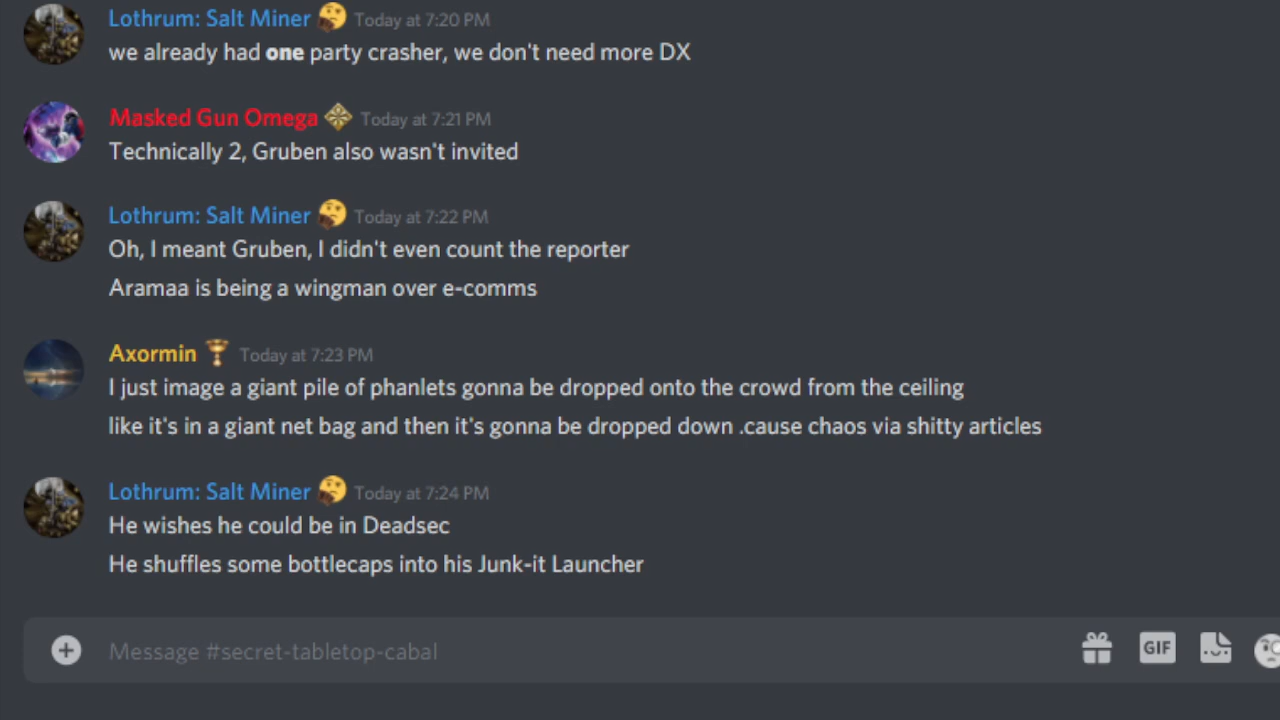 Lothrum: Salt Miner 🤔 Today at 7:20 PM
we already had one party crasher, we don't need more DX
Masked Gun Omega Today at 7:21 PM
Technically 2, Gruben also wasn't invited
Lothrum: Salt Miner 🤔 Today at 7:22 PM
Oh, I meant Gruben, I didn't even count the reporter
Aramaa is being a wingman over e-comms
Axormin Today at 7:23 PM
I just image a giant pile of phanlets gonna be dropped onto the crowd from the ceiling
like it's in a giant net bag and then it's gonna be dropped down .cause chaos via shitty articles
Lothrum: Salt Miner 🤔 Today at 7:24 PM
He wishes he could be in Deadsec
He shuffles some bottlecaps into his Junk-it Launcher
Message #secret-tabletop-cabal
GIF